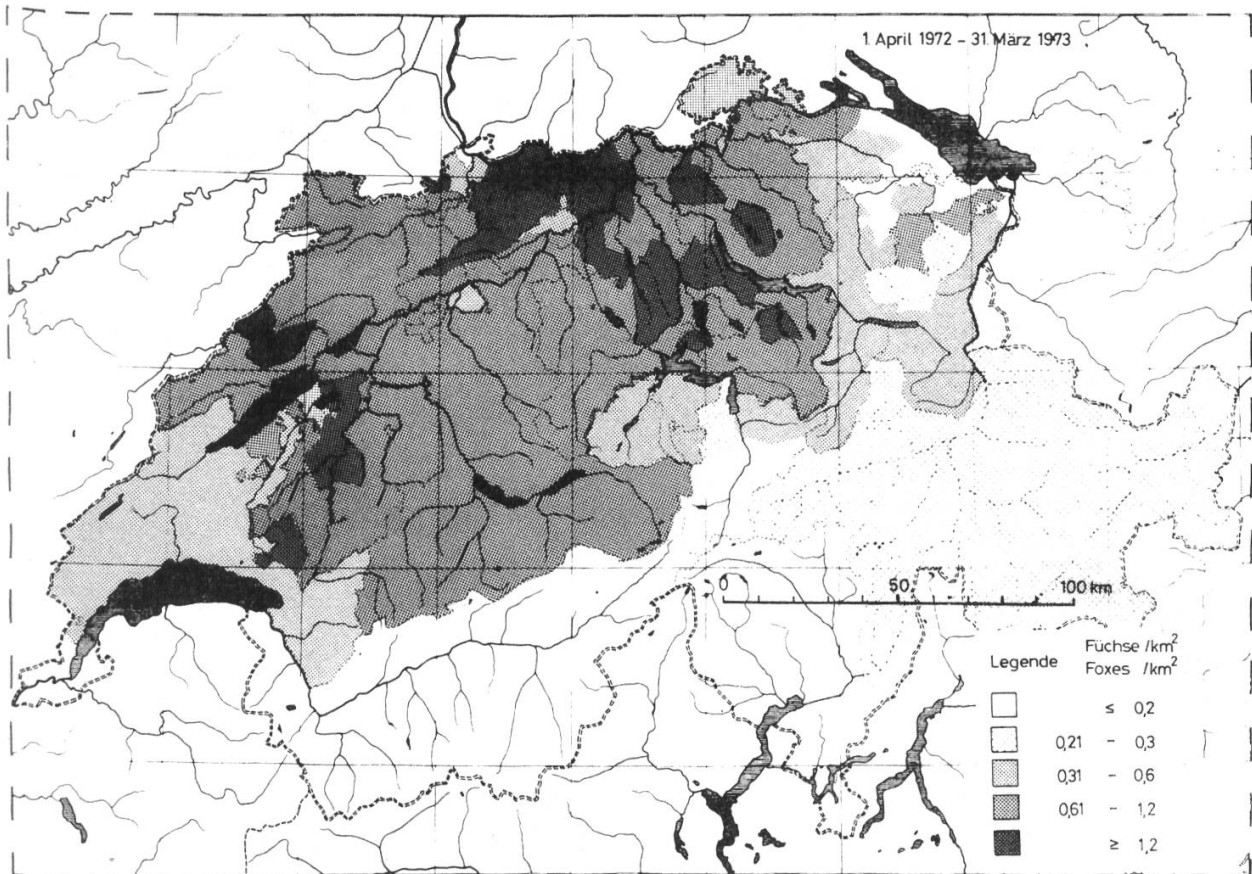 1. April 1972 - 31. März 1973
0 50 100 km
Legende
Füchse /km²
Foxes /km²
≤ 0,2
0,21 - 0,3
0,31 - 0,6
0,61 - 1,2
≥ 1,2